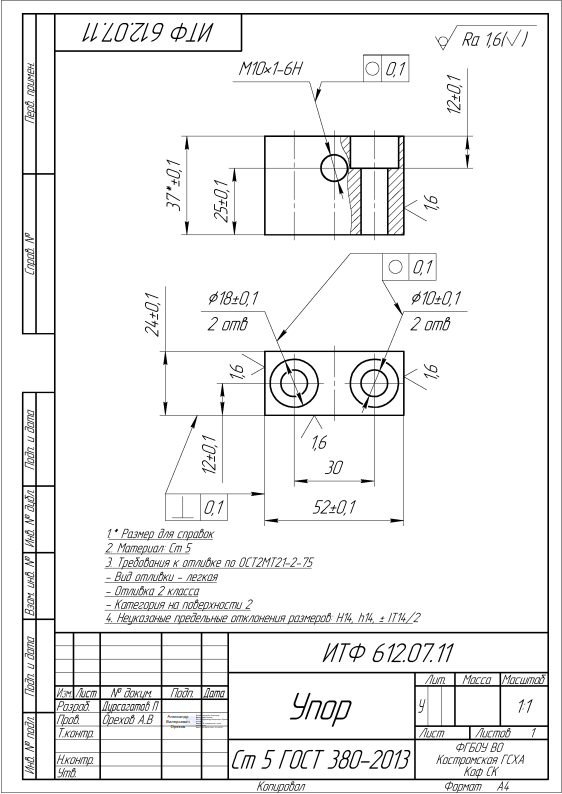 ИТФ 612.07.11
Ra 1,6(√)
Перв. примен.
Справ. №
Подп. и дата
Инв. № дубл.
Взам. инв. №
Подп. и дата
Инв. № подл.
М10×1-6Н
0,1
12±0,1
37*±0,1
25±0,1
1,6
0,1
⌀18±0,1
2 отв
⌀10±0,1
2 отв
24±0,1
1,6
1,6
12±0,1
1,6
30
0,1
52±0,1
1.* Размер для справок
2. Материал: Ст 5
3. Требования к отливке по ОСТ2МТ21-2-75
- Вид отливки - легкая
- Отливка 2 класса
- Категория на поверхности 2
4. Неуказаные предельные отклонения размеров: Н14, h14, ± IT14/2
ИТФ 612.07.11
Изм. Лист № докум. Подп. Дата
Разраб. Дурсагатов П
Пров. Орехов А.В
Т.контр.
Н.контр.
Утв.
Упор
Лит. Масса Масштаб
У 1:1
Лист Листов 1
Ст 5 ГОСТ 380-2013
ФГБОУ ВО
Костромская ГСХА
Каф СК
Копировал Формат А4